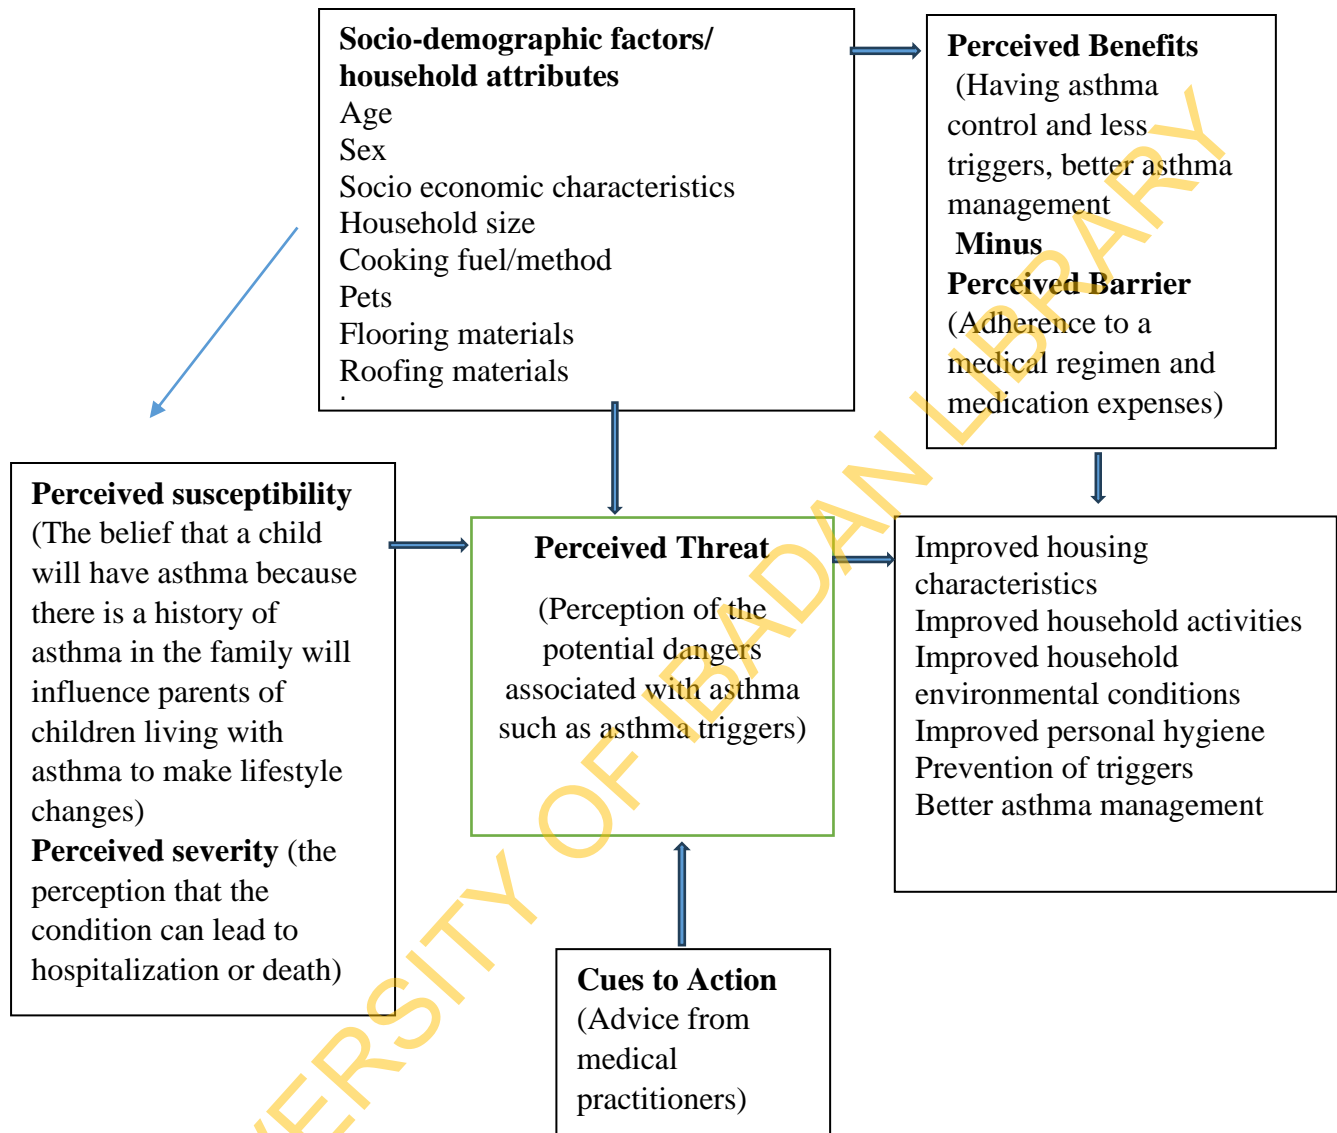 Socio-demographic factors/
household attributes
Age
Sex
Socio economic characteristics
Household size
Cooking fuel/method
Pets
Flooring materials
Roofing materials
Perceived Benefits
(Having asthma
control and less
triggers, better asthma
management
Minus
Perceived Barrier
(Adherence to a
medical regimen and
medication expenses)
Perceived susceptibility
(The belief that a child
will have asthma because
there is a history of
asthma in the family will
influence parents of
children living with
asthma to make lifestyle
changes)
Perceived severity (the
perception that the
condition can lead to
hospitalization or death)
Perceived Threat
(Perception of the
potential dangers
associated with asthma
such as asthma triggers)
Improved housing
characteristics
Improved household activities
Improved household
environmental conditions
Improved personal hygiene
Prevention of triggers
Better asthma management
Cues to Action
(Advice from
medical
practitioners)
VERSITY OF IBADAN LIBRARY